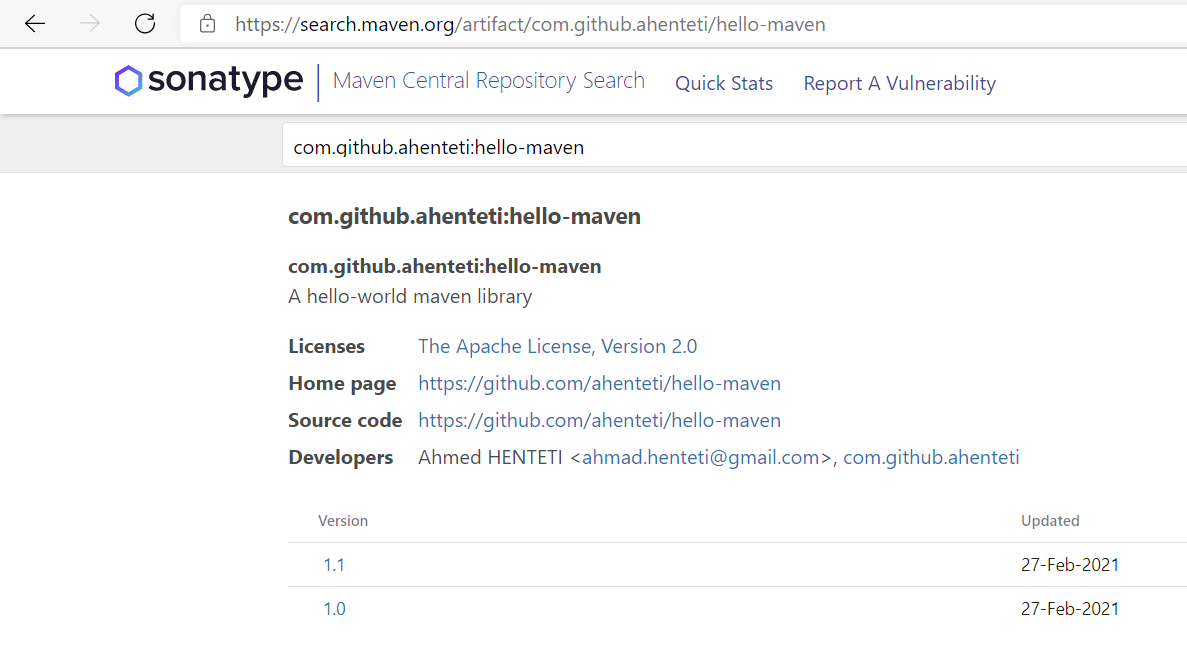 https://search.maven.org/artifact/com.github.ahenteti/hello-maven
sonatype Maven Central Repository Search Quick Stats Report A Vulnerability
com.github.ahenteti:hello-maven
com.github.ahenteti:hello-maven
com.github.ahenteti:hello-maven
A hello-world maven library
Licenses The Apache License, Version 2.0
Home page https://github.com/ahenteti/hello-maven
Source code https://github.com/ahenteti/hello-maven
Developers Ahmed HENTETI <ahmad.henteti@gmail.com>, com.github.ahenteti
Version Updated
1.1 27-Feb-2021
1.0 27-Feb-2021